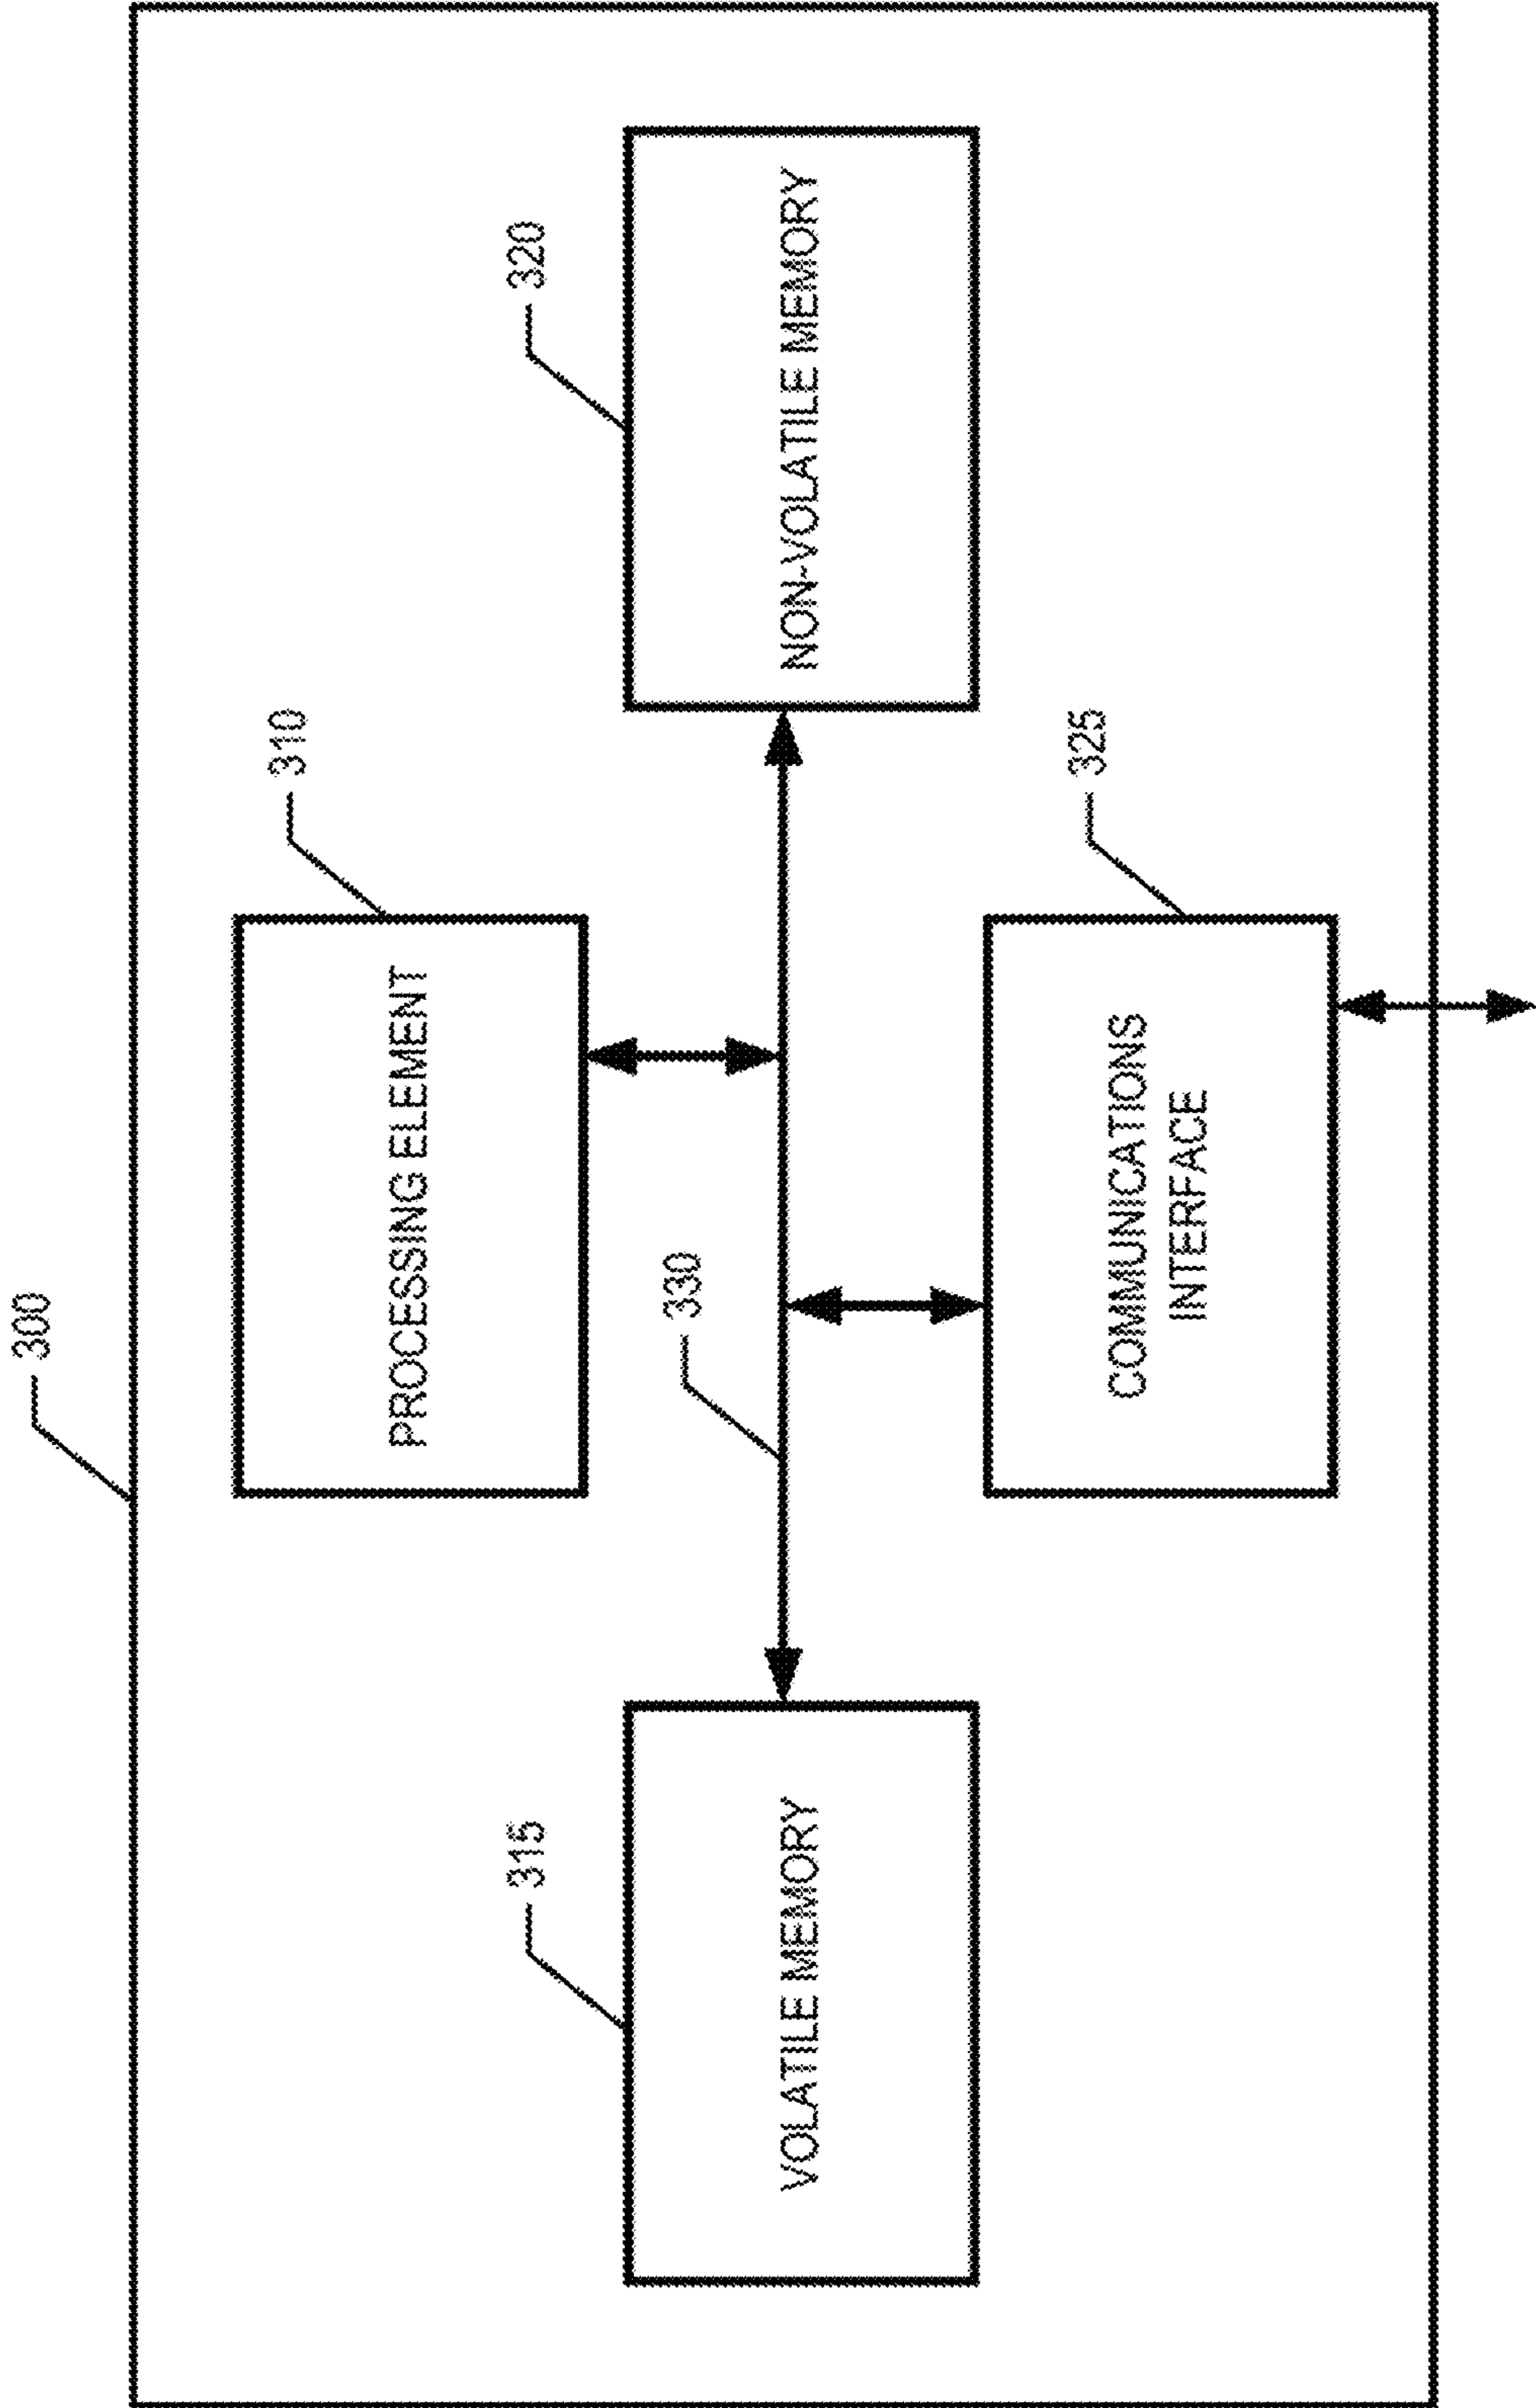 300
310
PROCESSING ELEMENT
315
VOLATILE MEMORY
330
320
NON-VOLATILE MEMORY
325
COMMUNICATIONS
INTERFACE